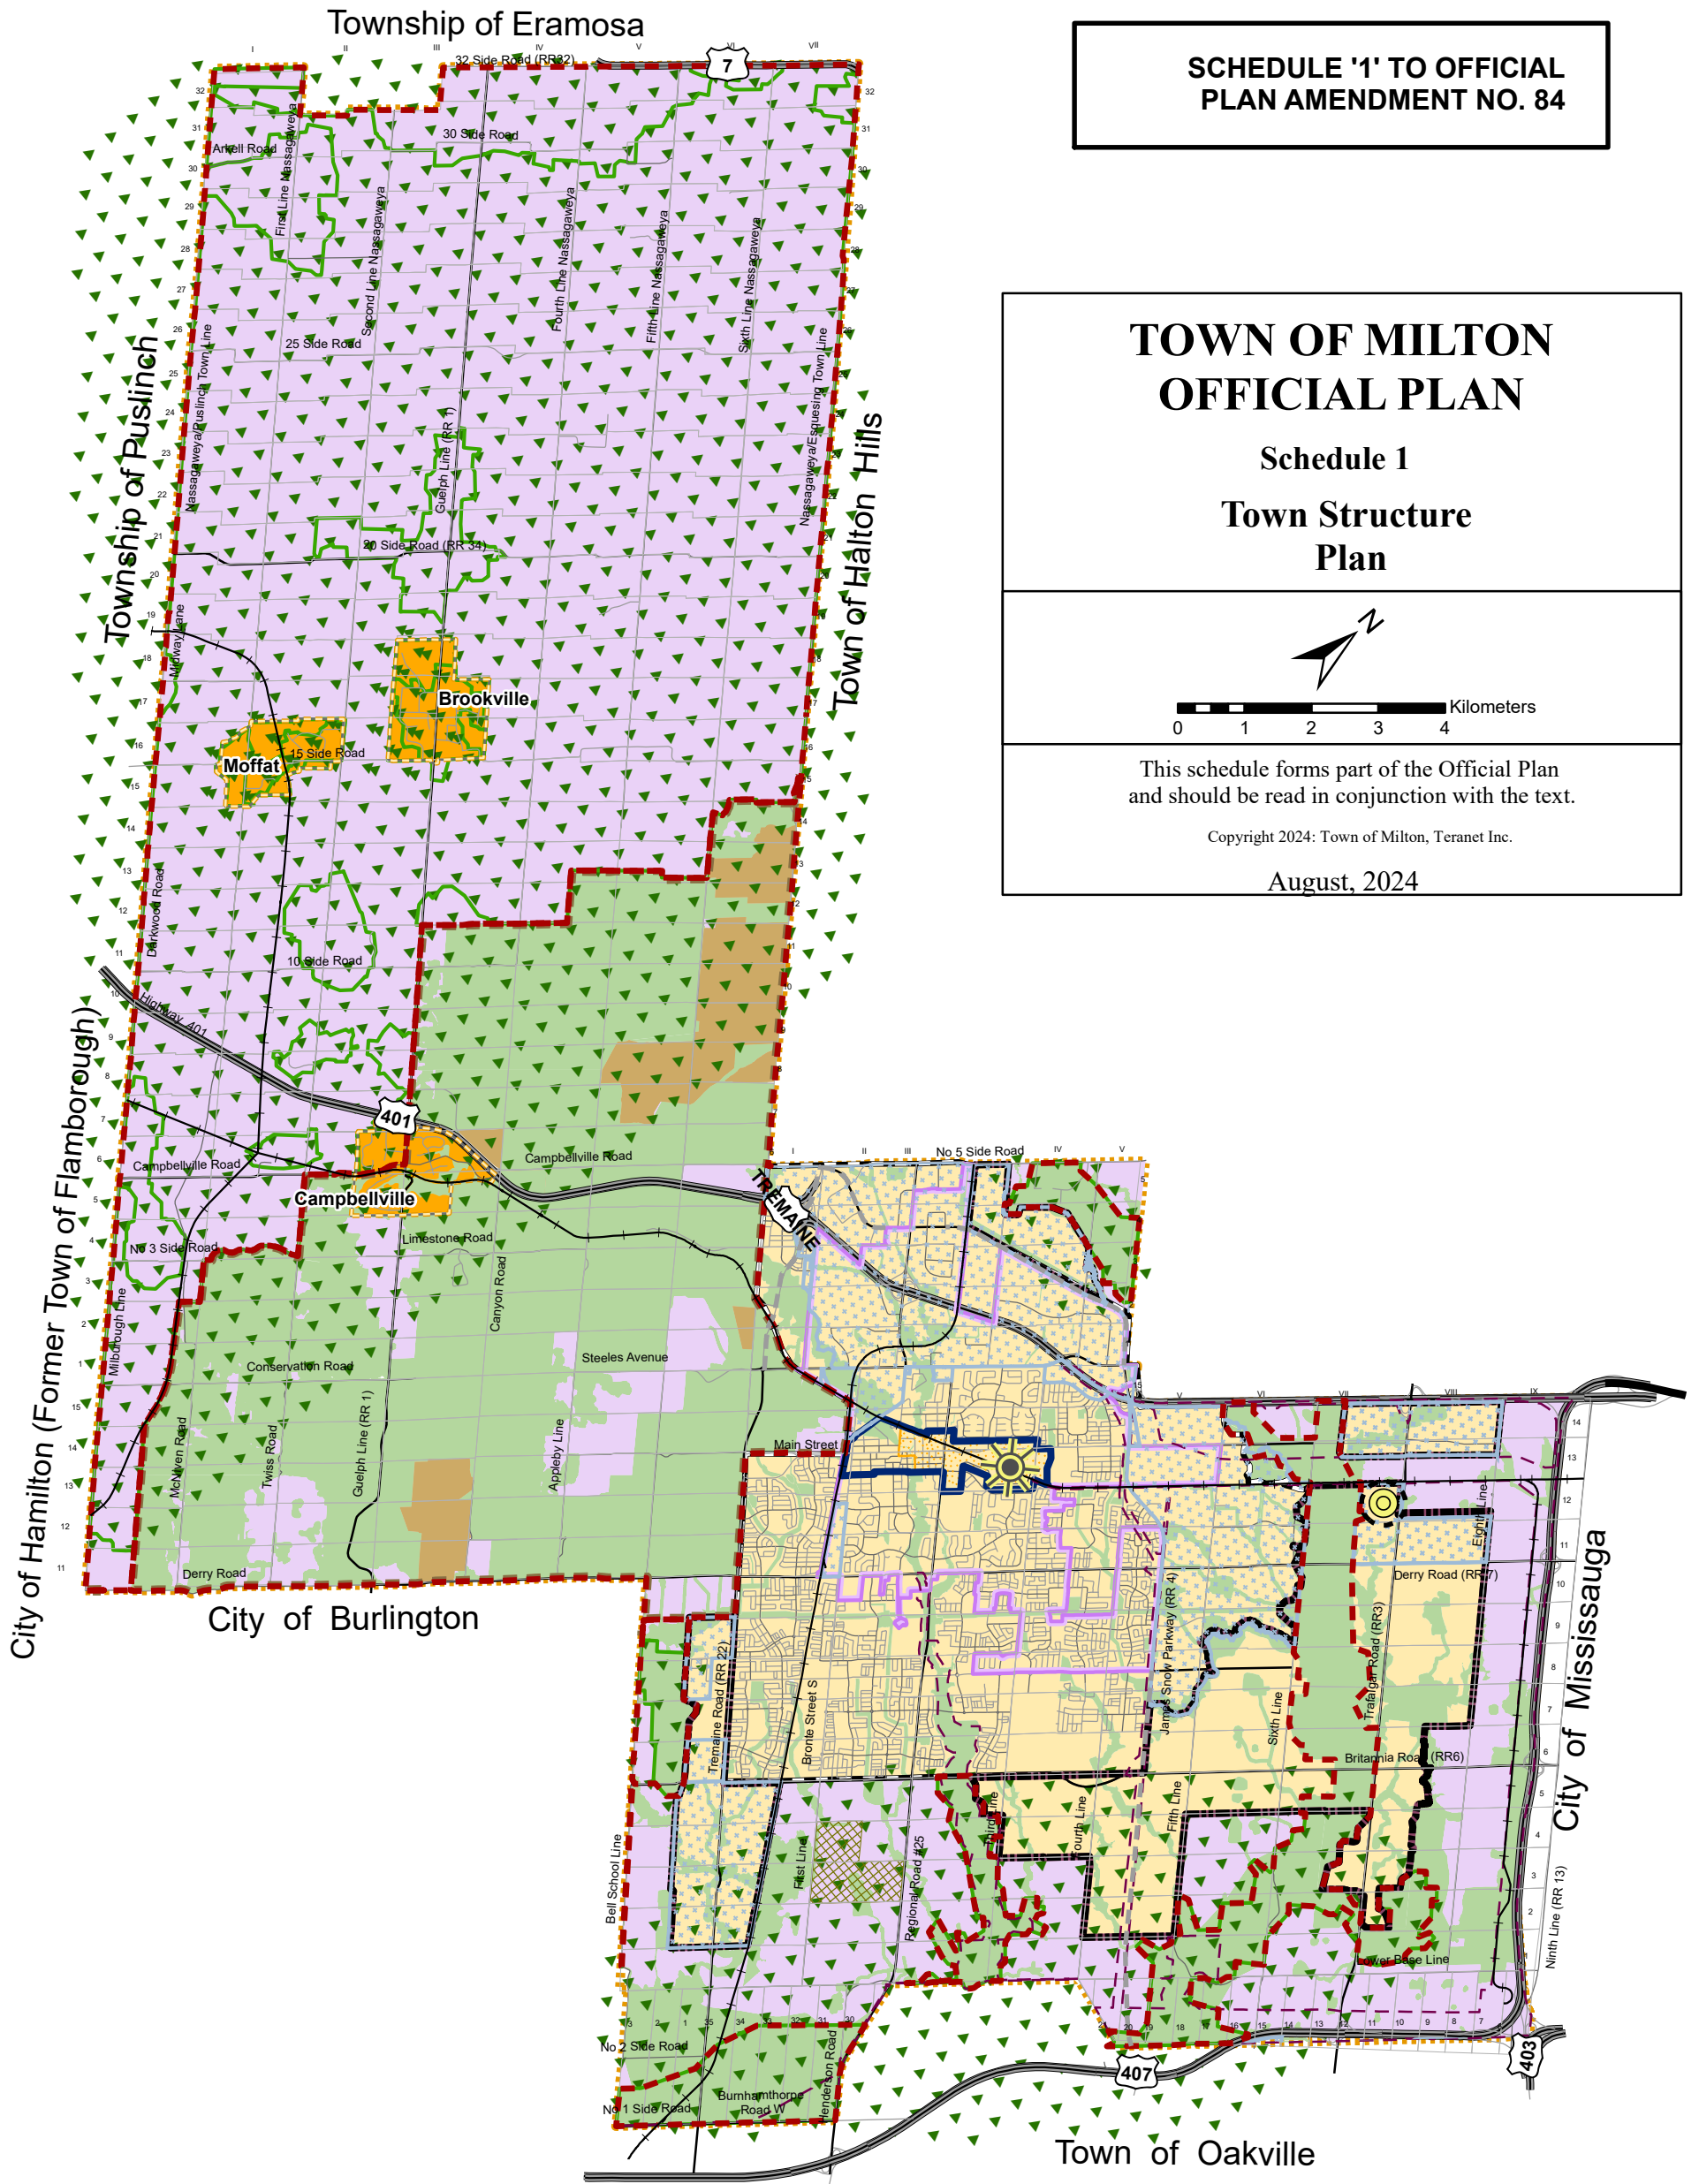 Township of Eramosa
SCHEDULE '1' TO OFFICIAL
PLAN AMENDMENT NO. 84
TOWN OF MILTON
OFFICIAL PLAN
Schedule 1
Town Structure
Plan
N
Kilometers
0 1 2 3 4
This schedule forms part of the Official Plan
and should be read in conjunction with the text.
Copyright 2024: Town of Milton, Teranet Inc.
August, 2024
I II III IV V VI VII
32 Side Road (RR32)
7
30 Side Road
Arkell Road
First Line Nassagaweya
Second Line Nassagaweya
Fourth Line Nassagaweya
Fifth Line Nassagaweya
Sixth Line Nassagaweya
25 Side Road
Nassagaweya/Puslinch Town Line
Nassagaweya/Esquesing Town Line
Township of Puslinch
Town of Halton Hills
Guelph Line (RR 1)
20 Side Road (RR 34)
Midway Lane
Brookville
15 Side Road
Moffat
Darkwood Road
10 Side Road
Highway 401
401
City of Hamilton (Former Town of Flamborough)
Campbellville Road
Campbellville Road
Campbellville
No 5 Side Road
TREMAINE
No 3 Side Road
Limestone Road
Canyon Road
Milborough Line
Steeles Avenue
Conservation Road
McNiven Road
Twiss Road
Guelph Line (RR 1)
Appleby Line
Main Street
Derry Road
City of Burlington
Eighth Line
Derry Road (RR 7)
City of Mississauga
Tremaine Road (RR 22)
Bronte Street S
James Snow Parkway (RR 4)
Sixth Line
Trafalgar Road (RR3)
Britannia Road (RR6)
Bell School Line
First Line
Regional Road #25
Third Line
Fourth Line
Fifth Line
Ninth Line (RR 13)
Lower Base Line
No 2 Side Road
No 1 Side Road
Burnhamthorpe
Road W
Henderson Road
407
403
Town of Oakville